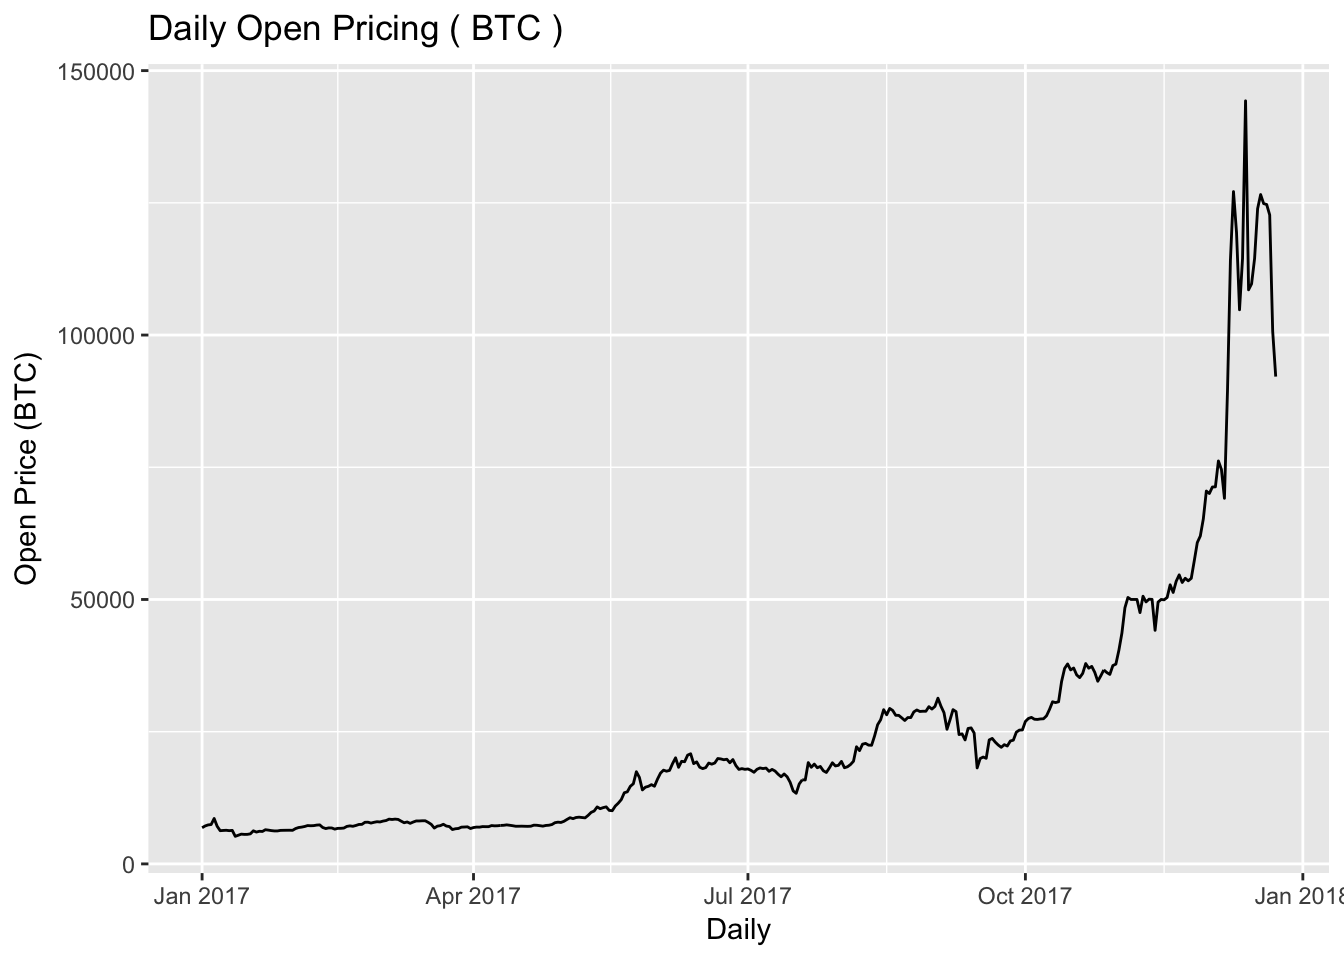 Daily Open Pricing ( BTC )
150000
100000
50000
0
Open Price (BTC)
Jan 2017 Apr 2017 Jul 2017 Oct 2017 Jan 2018
Daily